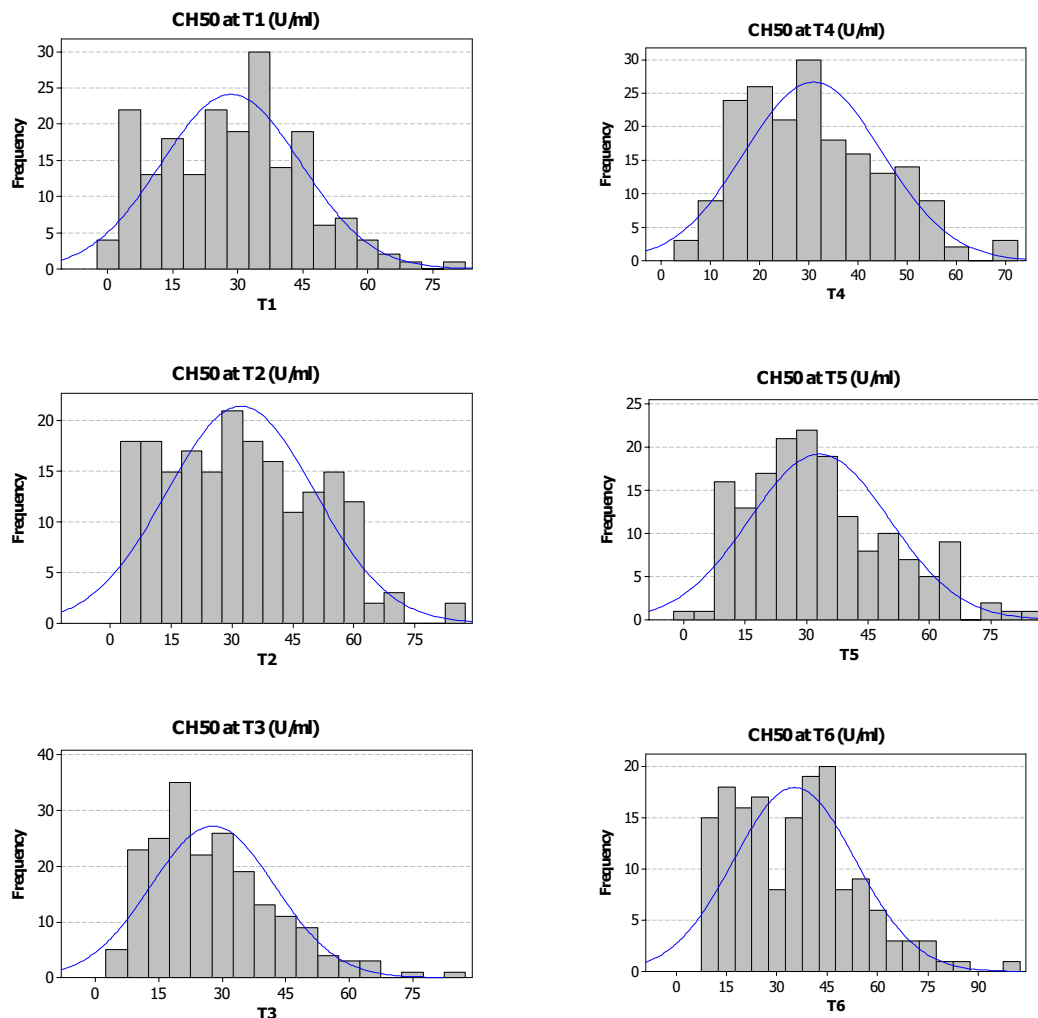 CH50 at T1 (U/ml)
30
25
20
15
10
5
0
Frequency
0 15 30 45 60 75
T1
CH50 at T4 (U/ml)
30
25
20
15
10
5
0
Frequency
0 10 20 30 40 50 60 70
T4
CH50 at T2 (U/ml)
20
15
10
5
0
Frequency
0 15 30 45 60 75
T2
CH50 at T5 (U/ml)
25
20
15
10
5
0
Frequency
0 15 30 45 60 75
T5
CH50 at T3 (U/ml)
40
30
20
10
0
Frequency
0 15 30 45 60 75
T3
CH50 at T6 (U/ml)
20
15
10
5
0
Frequency
0 15 30 45 60 75 90
T6